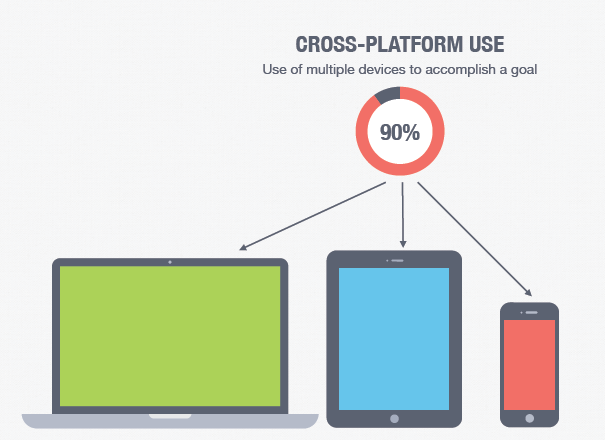 CROSS-PLATFORM USE
Use of multiple devices to accomplish a goal
90%